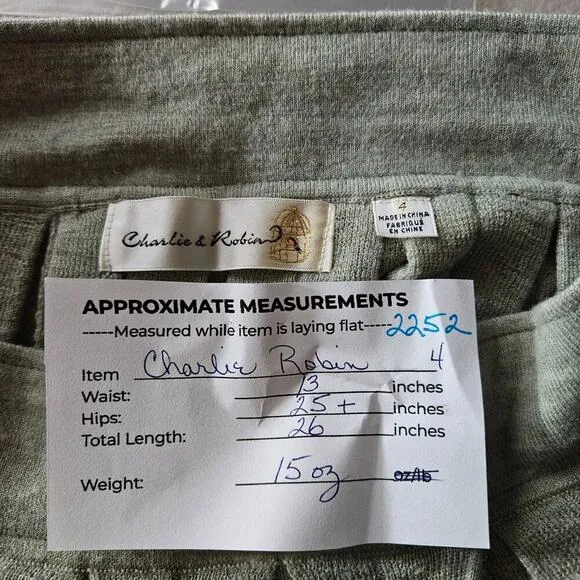 Charlie & Robin
4
MADE IN CHINA
FABRIQUÉ
EN CHINE
APPROXIMATE MEASUREMENTS
-----Measured while item is laying flat-----2252
Item Charlie Robin 4
Waist: 13 inches
Hips: 25+ inches
Total Length: 26 inches
Weight: 15 oz oz/lb